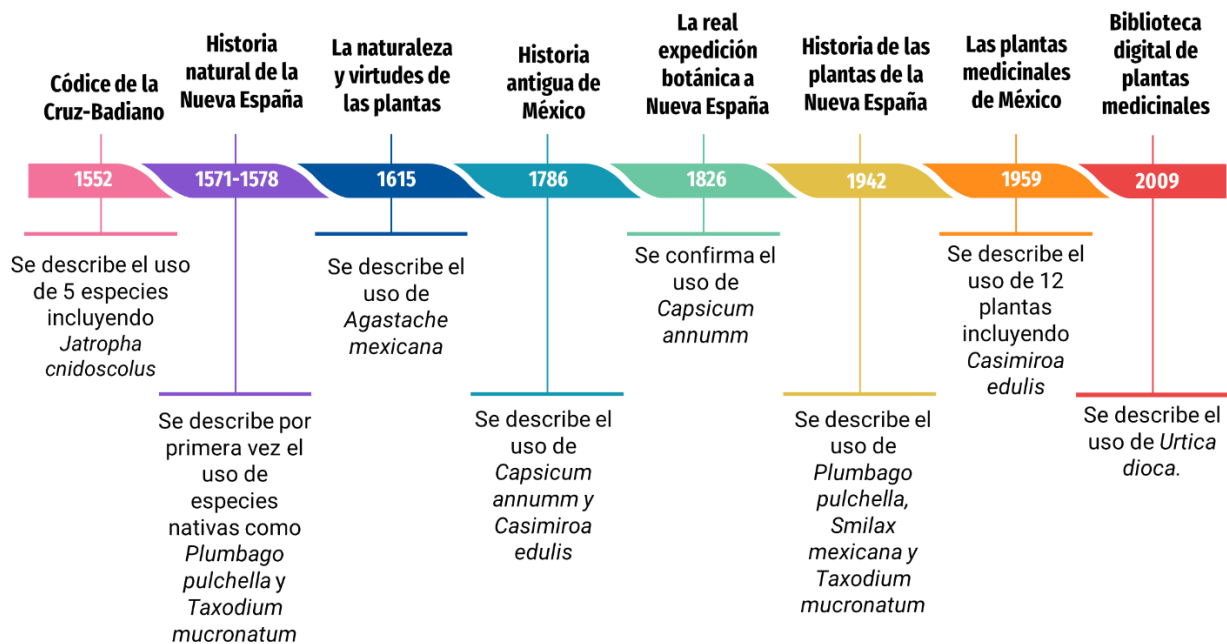 Códice de la
Cruz-Badiano
1552
Se describe el uso
de 5 especies
incluyendo
Jatropha
cnidoscolus
Historia
natural de la
Nueva España
1571-1578
Se describe por
primera vez el
uso de
especies
nativas como
Plumbago
pulchella y
Taxodium
mucronatum
La naturaleza
y virtudes de
las plantas
1615
Se describe el
uso de
Agastache
mexicana
Historia
antigua de
México
1786
Se describe el
uso de
Capsicum
annumm y
Casimiroa
edulis
La real
expedición
botánica a
Nueva España
1826
Se confirma el
uso de
Capsicum
annumm
Historia de las
plantas de la
Nueva España
1942
Se describe el
uso de
Plumbago
pulchella,
Smilax
mexicana y
Taxodium
mucronatum
Las plantas
medicinales
de México
1959
Se describe el
uso de 12
plantas
incluyendo
Casimiroa
edulis
Biblioteca
digital de
plantas
medicinales
2009
Se describe el
uso de Urtica
dioca.